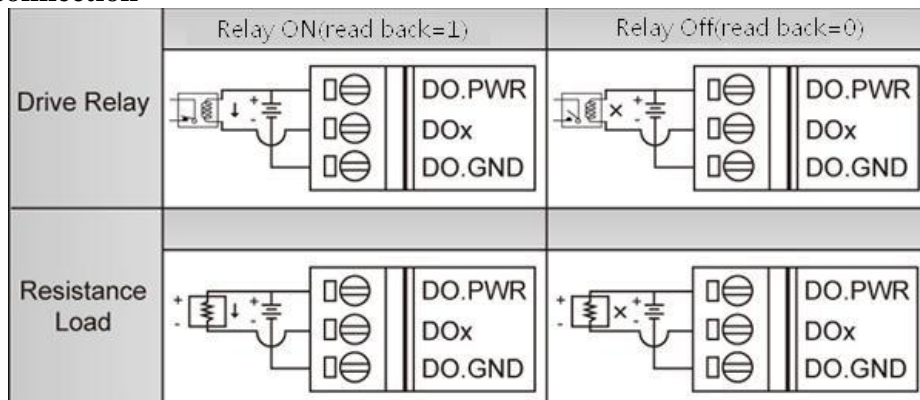 Relay ON(read back=1)
Relay Off(read back=0)
Drive Relay
+
-
DO.PWR
DOx
DO.GND
+
-
DO.PWR
DOx
DO.GND
Resistance
Load
+
-
+
-
DO.PWR
DOx
DO.GND
+
-
+
-
DO.PWR
DOx
DO.GND